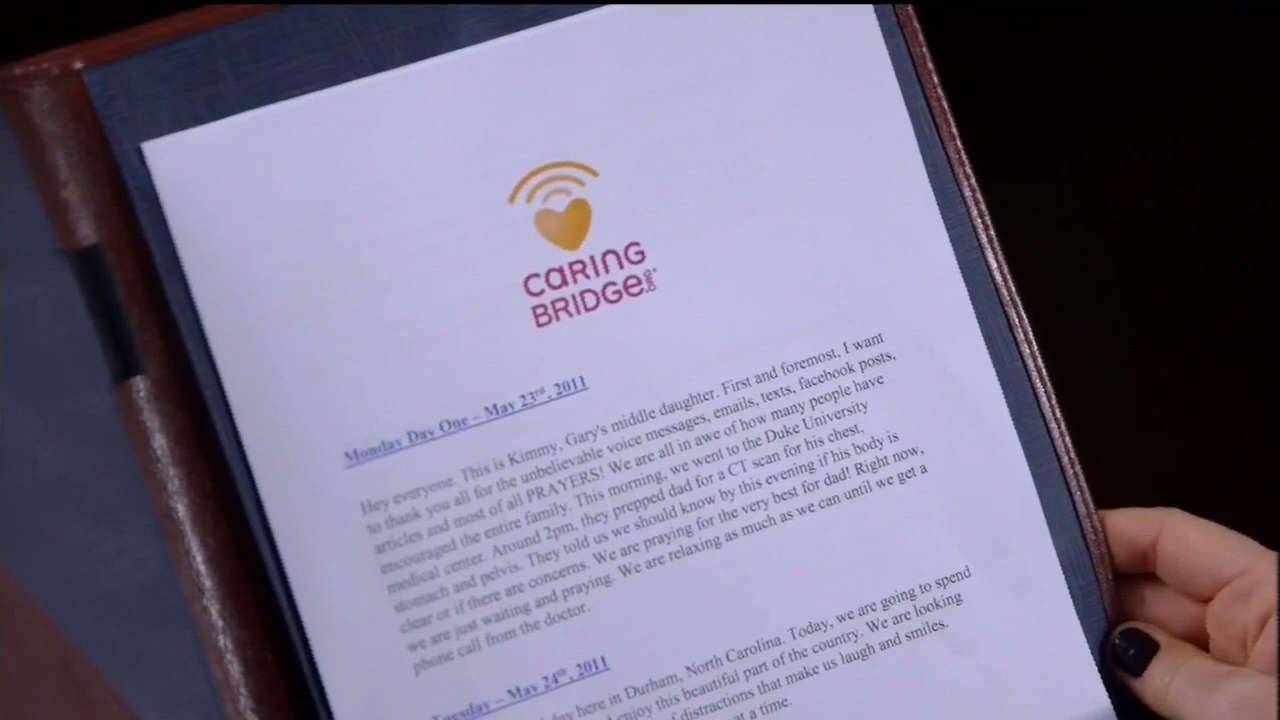 CaRING
BRIDGe.org
Monday Day One – May 23rd, 2011
Hey everyone. This is Kimmy, Gary's middle daughter. First and foremost, I want
to thank you all for the unbelievable voice messages, emails, texts, facebook posts,
articles and most of all PRAYERS! We are all in awe of how many people have
encouraged the entire family. This morning, we went to the Duke University
medical center. Around 2pm, they prepped dad for a CT scan for his chest,
stomach and pelvis. They told us we should know by this evening if his body is
clear or if there are concerns. We are praying for the very best for dad! Right now,
we are just waiting and praying. We are relaxing as much as we can until we get a
phone call from the doctor.
Tuesday – May 24th, 2011
day here in Durham, North Carolina. Today, we are going to spend
enjoy this beautiful part of the country. We are looking
of distractions that make us laugh and smiles.
at a time.